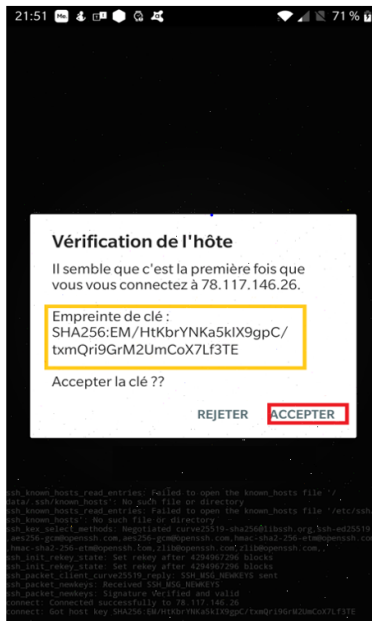 21:51
71 %
Vérification de l'hôte
Il semble que c'est la première fois que
vous vous connectez à 78.117.146.26.
Empreinte de clé :
SHA256:EM/HtKbrYNKa5kIX9gpC/
txmQri9GrM2UmCoX7Lf3TE
Accepter la clé ??
REJETER ACCEPTER
ssh_known_hosts_read_entries: Failed to open the known_hosts file '/
data/.ssh/known_hosts': No such file or directory
ssh_known_hosts_read_entries: Failed to open the known_hosts file '/etc/ssh
ssh_known_hosts': No such file or directory
ssh_kex_select_methods: Negotiated curve25519-sha256@libssh.org,ssh-ed25519
,aes256-gcm@openssh.com,aes256-gcm@openssh.com,hmac-sha2-256-etm@openssh.co
,hmac-sha2-256-etm@openssh.com,zlib@openssh.com,zlib@openssh.com,,
ssh_init_rekey_state: Set rekey after 4294967296 blocks
ssh_init_rekey_state: Set rekey after 4294967296 blocks
ssh_packet_client_curve25519_reply: SSH_MSG_NEWKEYS sent
ssh_packet_newkeys: Received SSH_MSG_NEWKEYS
ssh_packet_newkeys: Signature Verified and valid
connect: Connected successfully to 78.117.146.26
connect: Got host key SHA256:EM/HtKbrYNKa5kIX9gpC/txmQri9GrM2UmCoX7Lf3TE